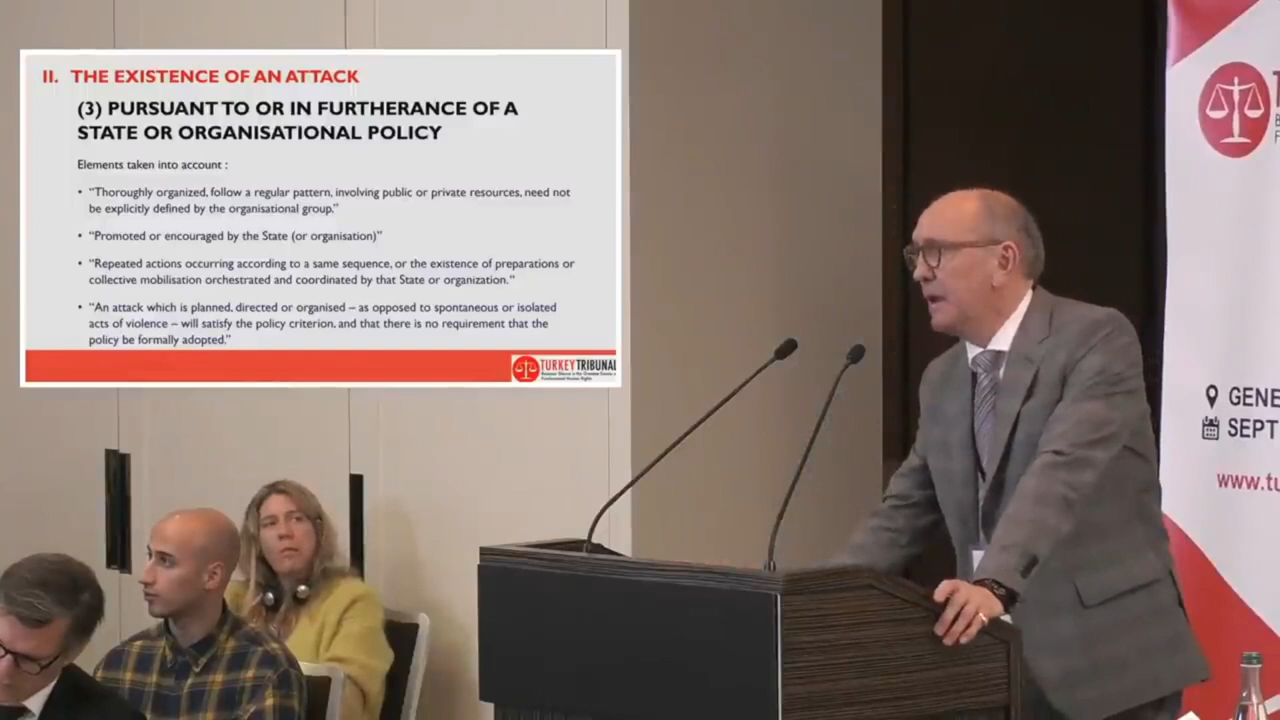 II. THE EXISTENCE OF AN ATTACK
(3) PURSUANT TO OR IN FURTHERANCE OF A
STATE OR ORGANISATIONAL POLICY
Elements taken into account :
• “Thoroughly organized, follow a regular pattern, involving public or private resources, need not
be explicitly defined by the organisational group.”
• “Promoted or encouraged by the State (or organisation)”
• “Repeated actions occurring according to a same sequence, or the existence of preparations or
collective mobilisation orchestrated and coordinated by that State or organization.”
• “An attack which is planned, directed or organised – as opposed to spontaneous or isolated
acts of violence – will satisfy the policy criterion, and that there is no requirement that the
policy be formally adopted.”
TURKEYTRIBUNAL
Fundamental Human Rights
GENE
SEPT
www.tu